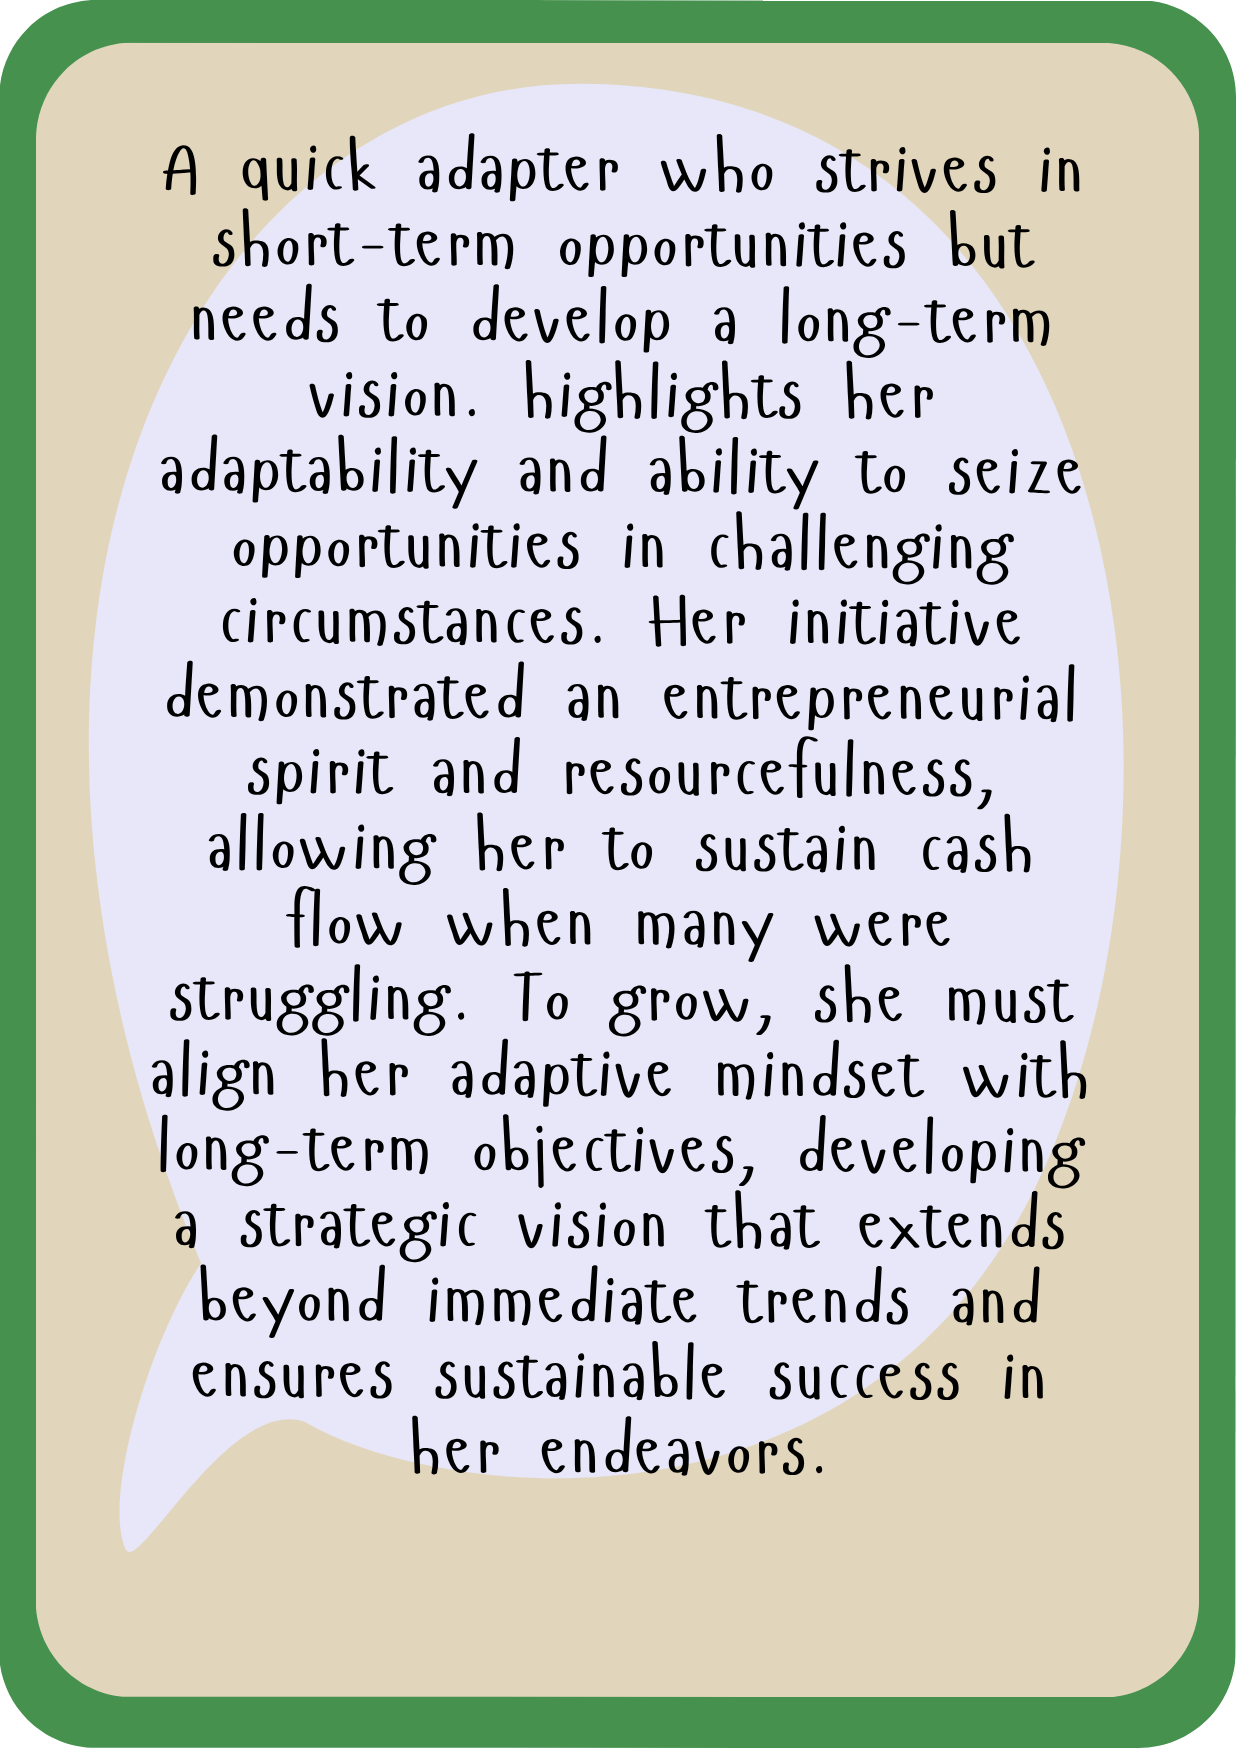 A quick adapter who strives in
short-term opportunities but
needs to develop a long-term
vision. highlights her
adaptability and ability to seize
opportunities in challenging
circumstances. Her initiative
demonstrated an entrepreneurial
spirit and resourcefulness,
allowing her to sustain cash
flow when many were
struggling. To grow, she must
align her adaptive mindset with
long-term objectives, developing
a strategic vision that extends
beyond immediate trends and
ensures sustainable success in
her endeavors.